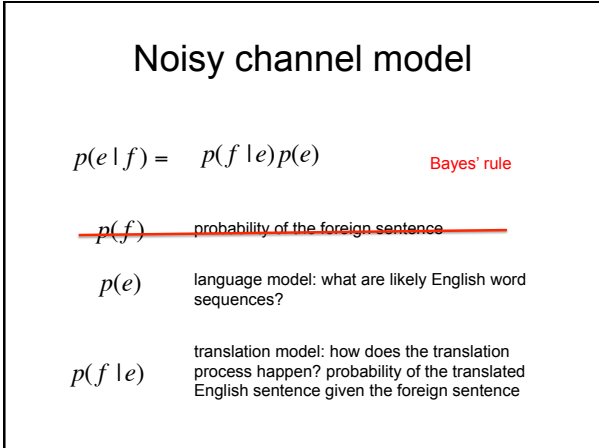 Noisy channel model
p(e | f) = p(f | e)p(e) Bayes' rule
p(f) probability of the foreign sentence
p(e) language model: what are likely English word
sequences?
translation model: how does the translation
p(f | e) process happen? probability of the translated
English sentence given the foreign sentence